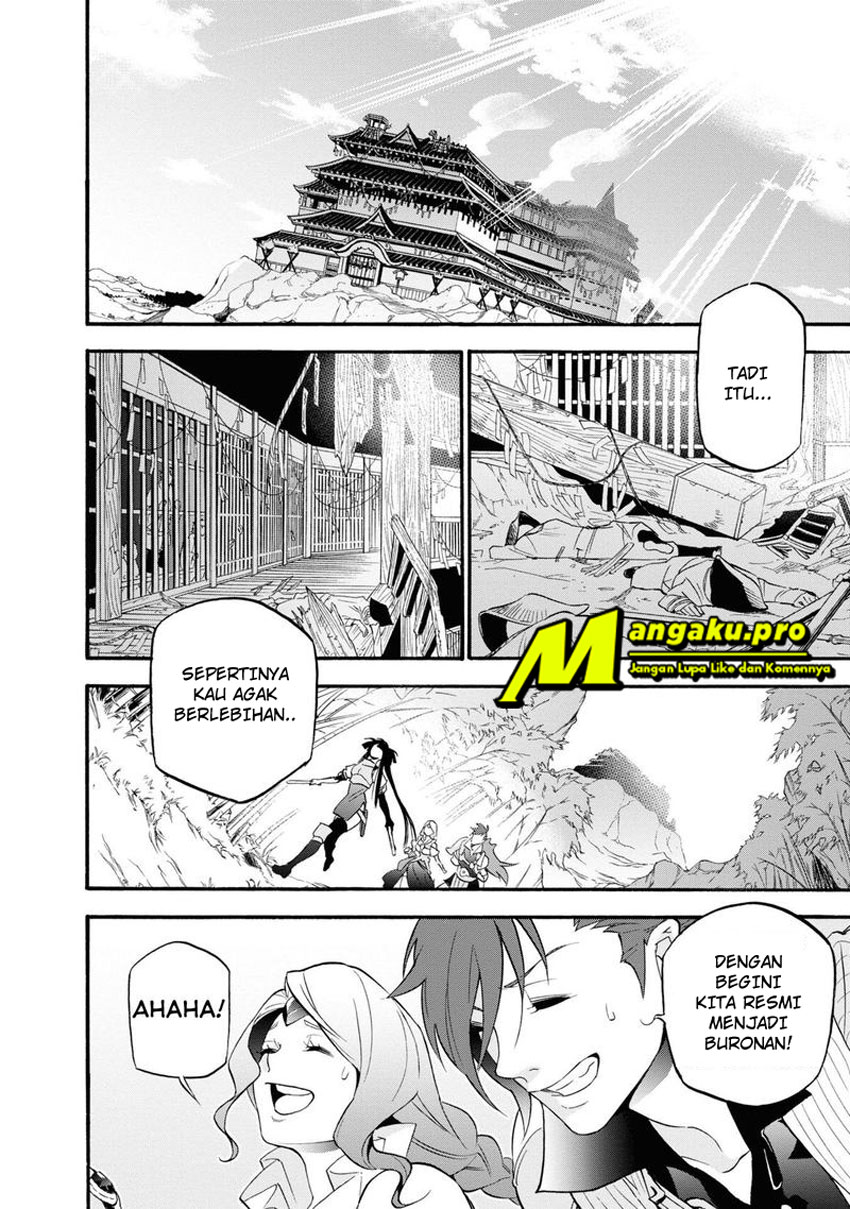 TADI
ITU...
Mangaku.pro
Jangan Lupa Like dan Komennya
SEPERTINYA
KAU AGAK
BERLEBIHAN..
DENGAN
BEGINI
KITA RESMI
MENJADI
BURONAN!
AHAHA!